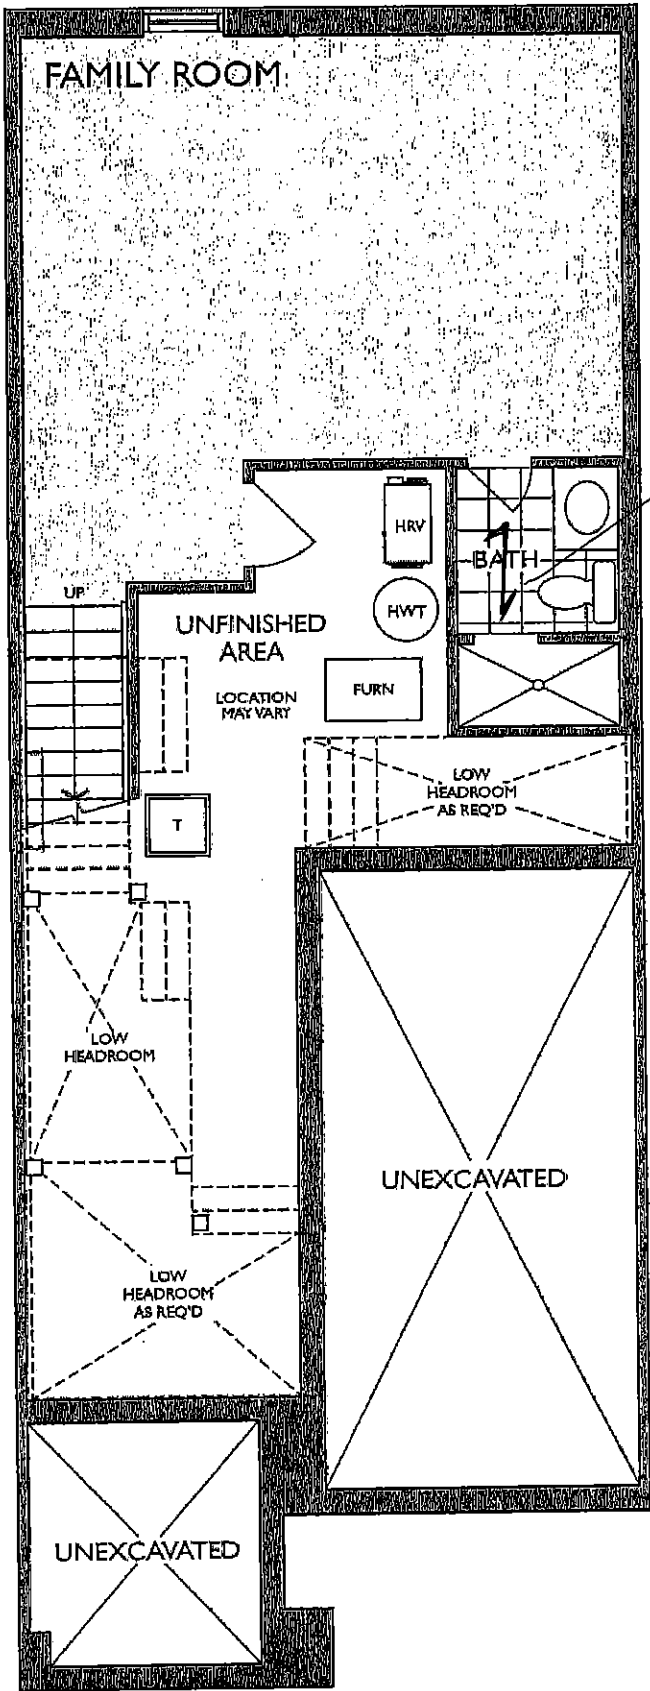 FAMILY ROOM
HRV
BATH
UP
HWT
UNFINISHED
AREA
LOCATION
MAY VARY
FURN
LOW
HEADROOM
AS REQ'D
T
LOW
HEADROOM
UNEXCAVATED
LOW
HEADROOM
AS REQ'D
UNEXCAVATED